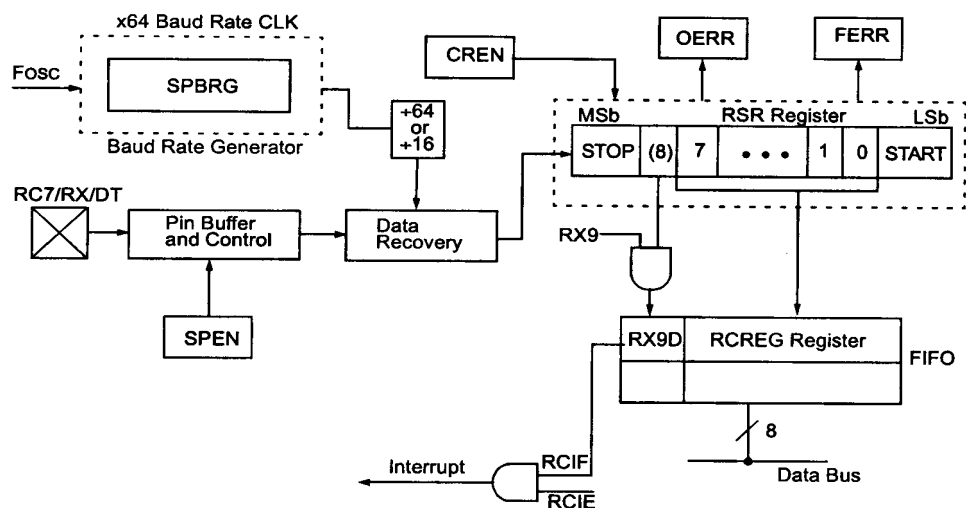 x64 Baud Rate CLK
Fosc
SPBRG
Baud Rate Generator
+64
or
+16
CREN
OERR
FERR
MSb
RSR Register
LSb
STOP
(8)
7
• • •
1
0
START
RC7/RX/DT
Pin Buffer
and Control
Data
Recovery
SPEN
RX9
RX9D
RCREG Register
FIFO
8
Data Bus
Interrupt
RCIF
RCIE